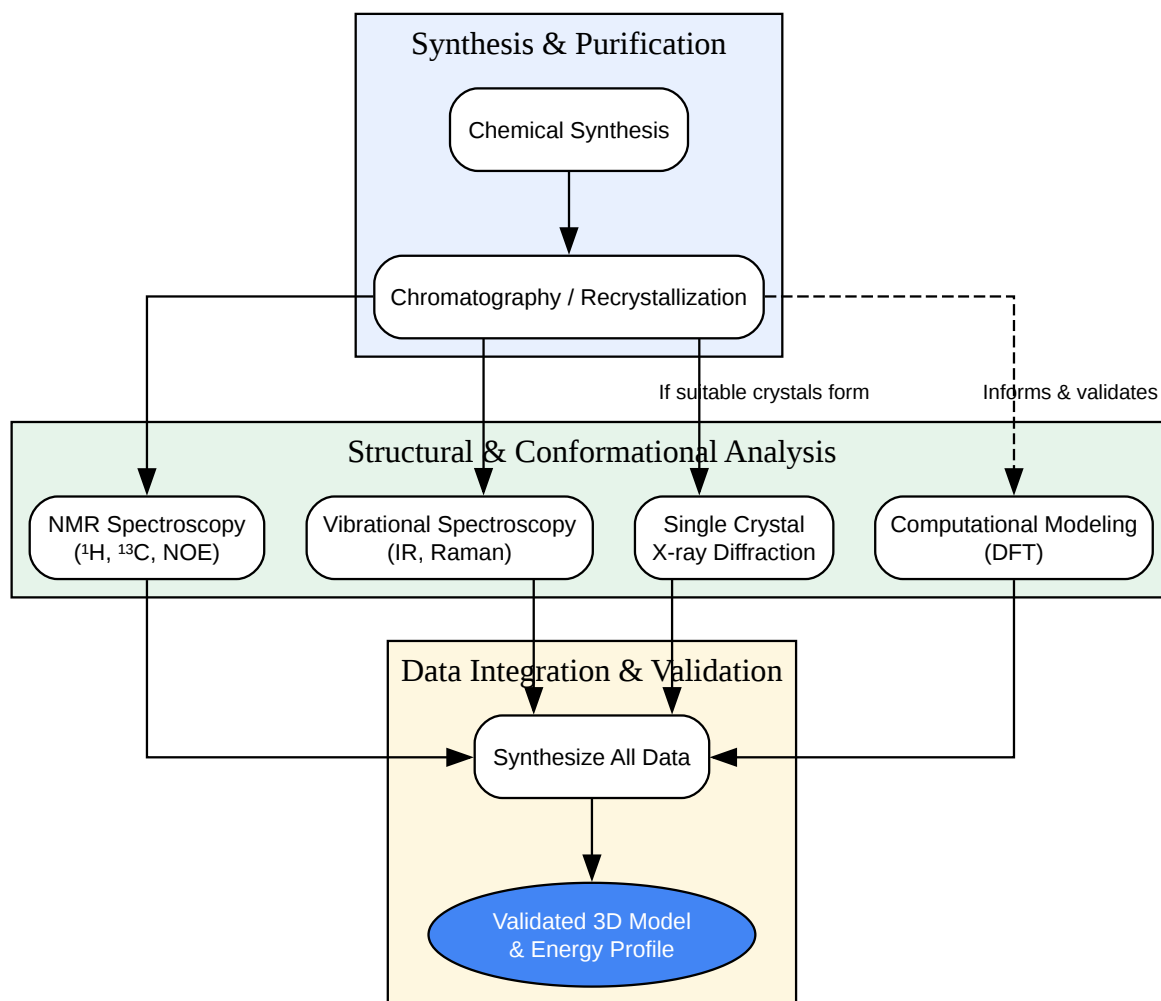 Synthesis & Purification
Chemical Synthesis
Chromatography / Recrystallization
If suitable crystals form
Informs & validates
Structural & Conformational Analysis
NMR Spectroscopy
(¹H, ¹³C, NOE)
Vibrational Spectroscopy
(IR, Raman)
Single Crystal
X-ray Diffraction
Computational Modeling
(DFT)
Data Integration & Validation
Synthesize All Data
Validated 3D Model
& Energy Profile